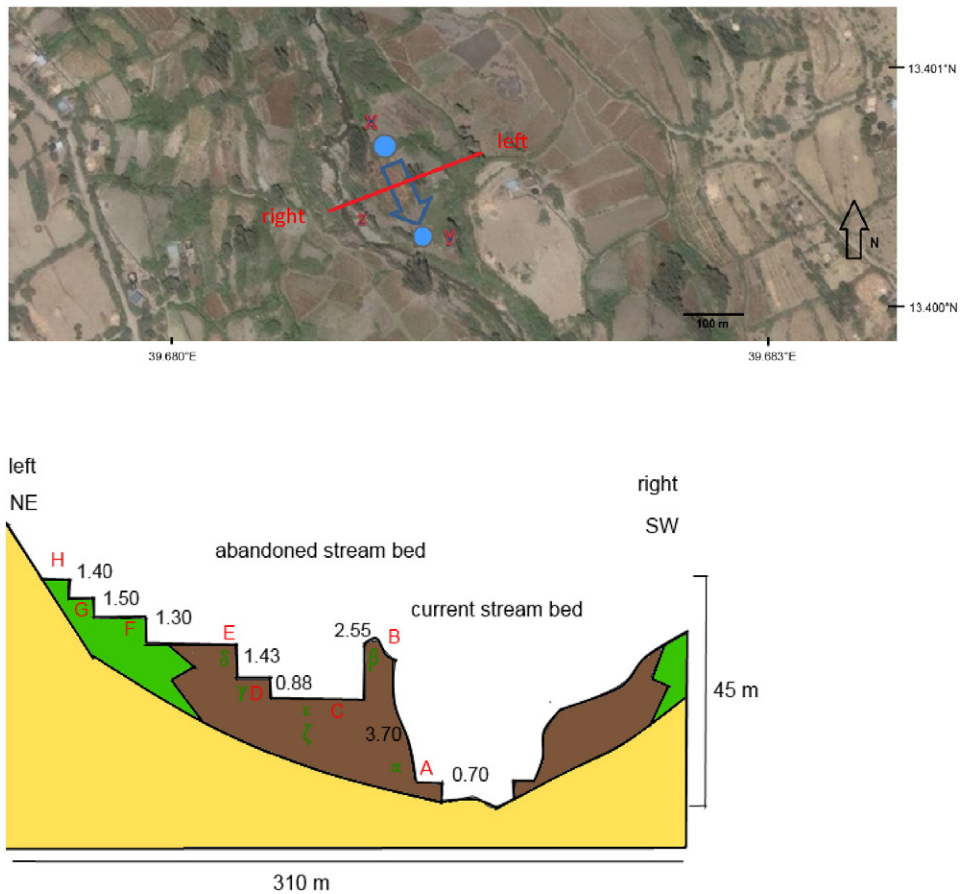 13.401°N
X
left
right
z
y
N
100 m
13.400°N
39.680°E
39.683°E
left
NE
right
SW
abandoned stream bed
current stream bed
H
1.40
G
1.50
F
1.30
E
δ
1.43
γ
D
0.88
2.55
B
β
ε
C
ζ
3.70
α
A
0.70
45 m
310 m